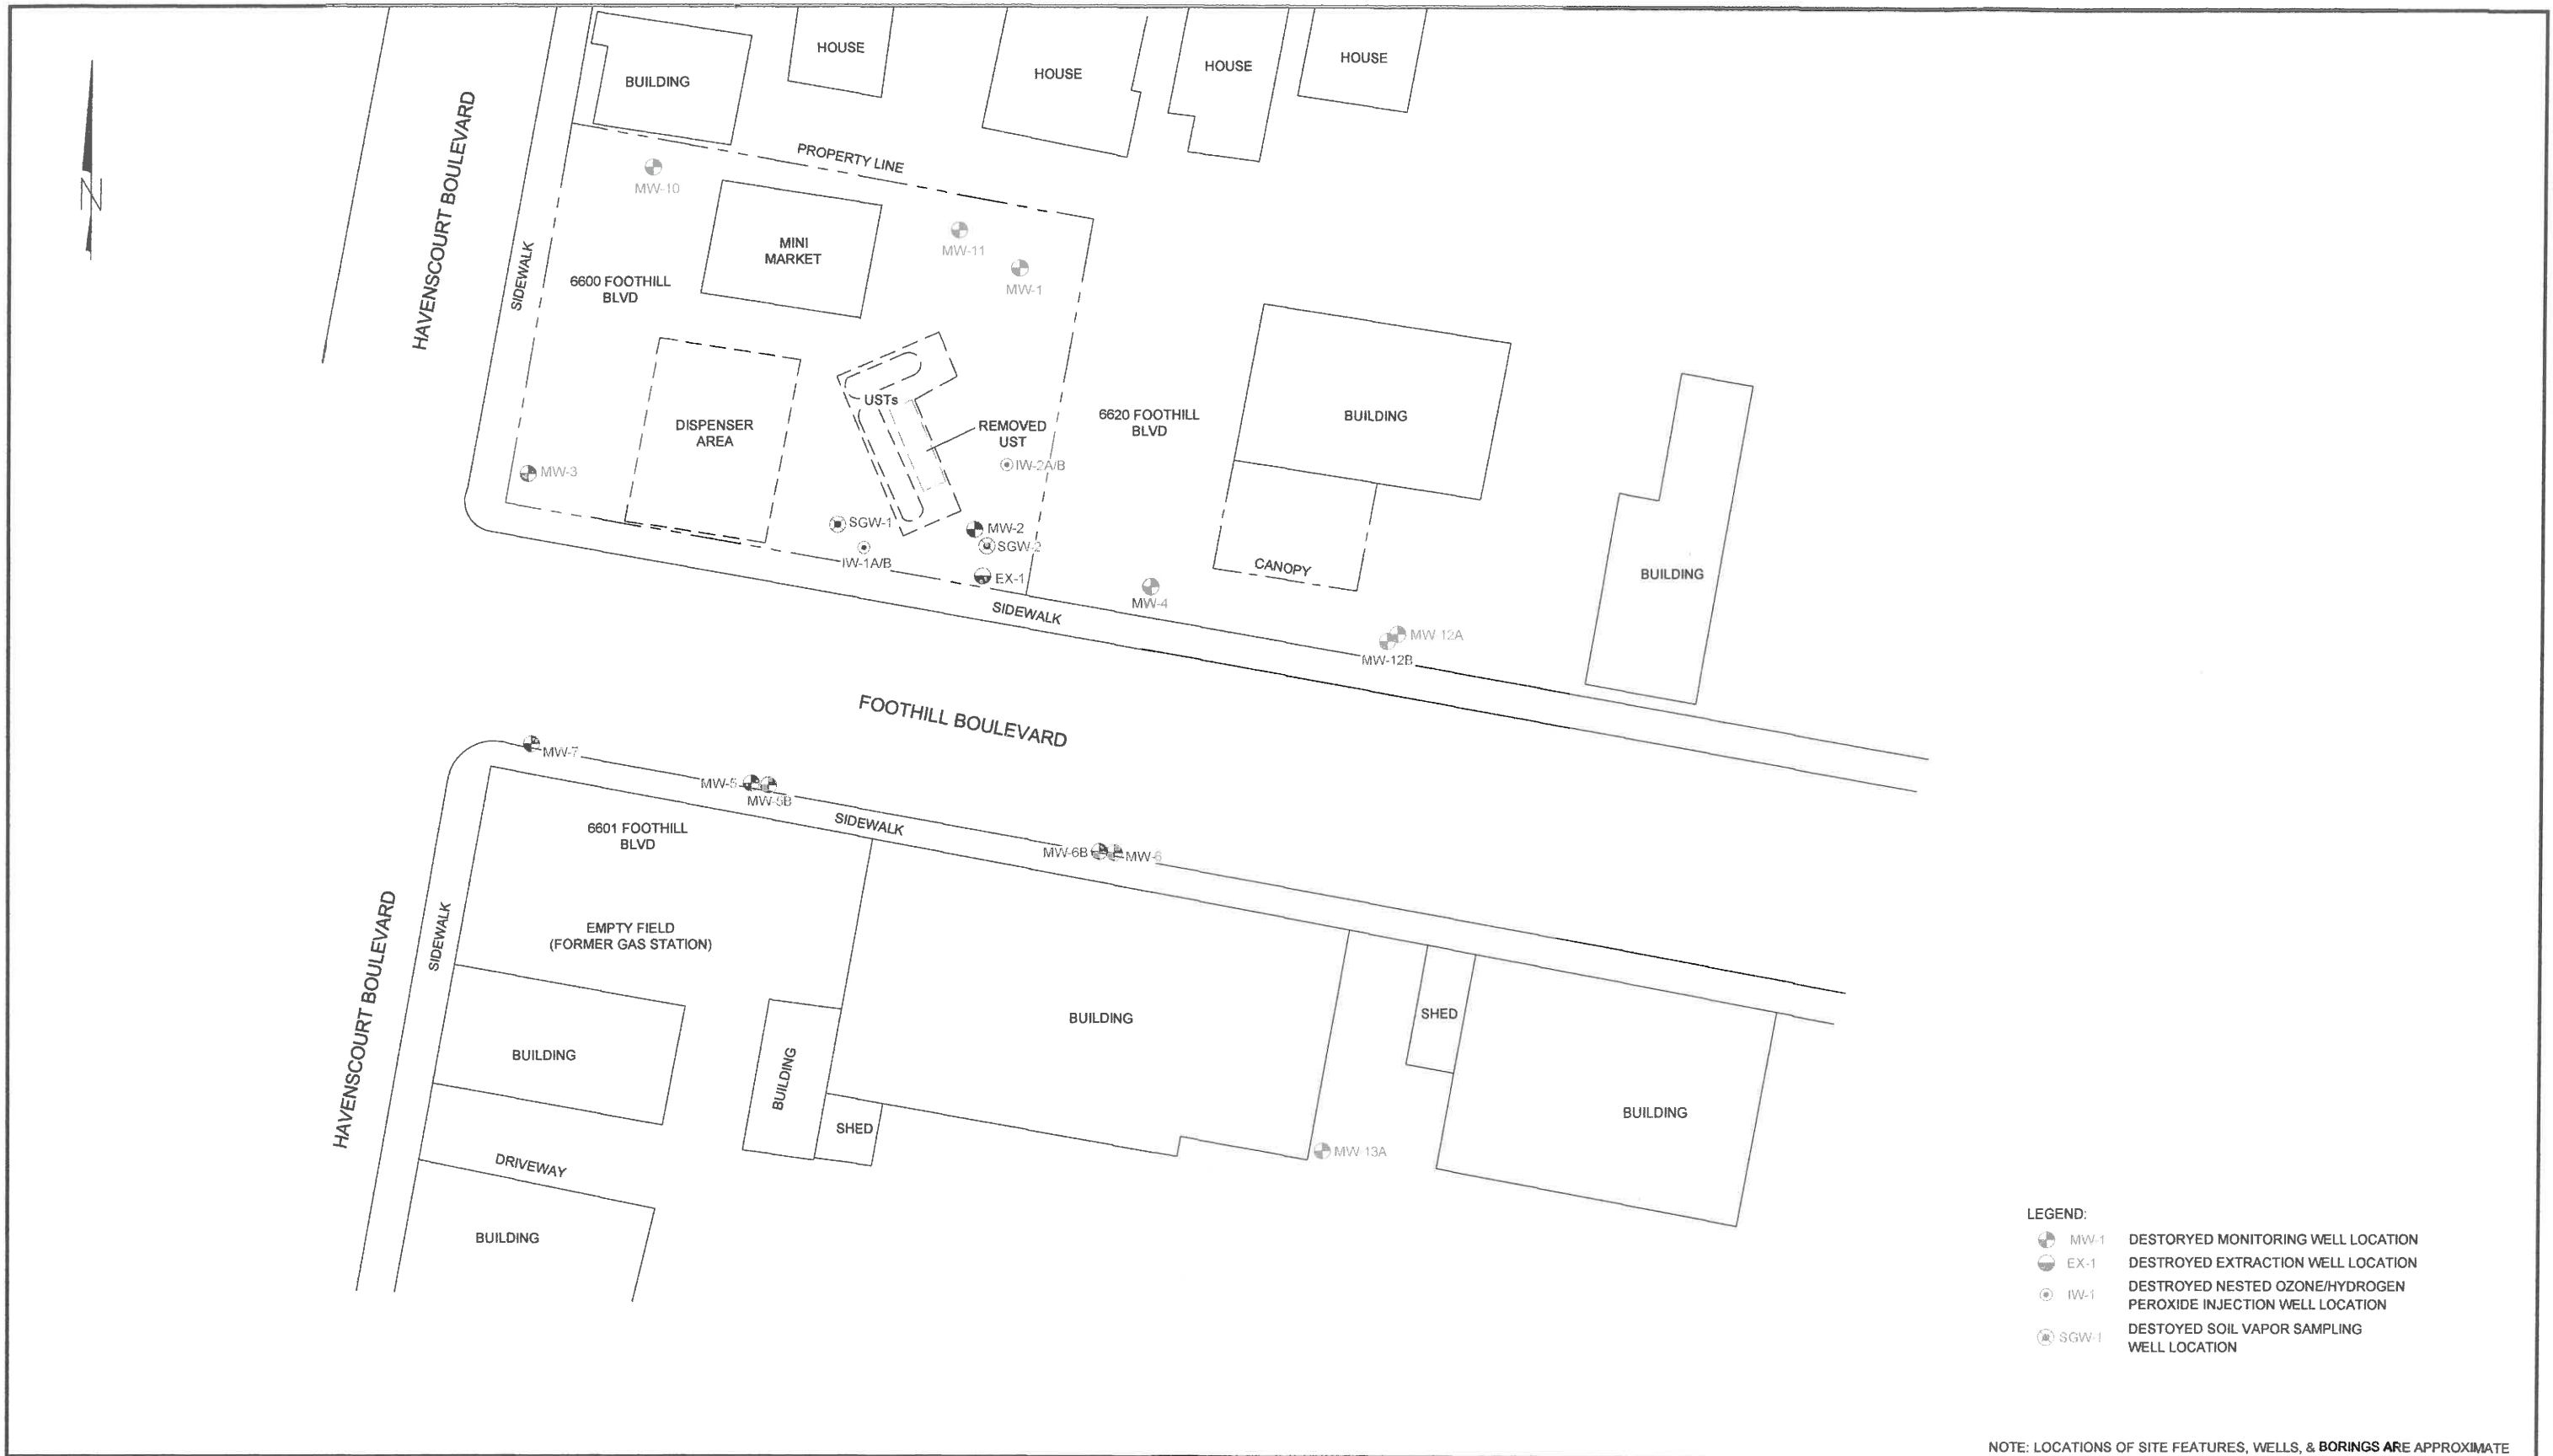 HOUSE
HOUSE
HOUSE
HOUSE
BUILDING
HAVENSCOURT BOULEVARD
N
PROPERTY LINE
MW-10
MINI
MARKET
MW-11
MW-1
SIDEWALK
6600 FOOTHILL
BLVD
USTs
DISPENSER
AREA
REMOVED
UST
6620 FOOTHILL
BLVD
BUILDING
IW-2A/B
MW-3
SGW-1
MW-2
SGW-2
IW-1A/B
EX-1
CANOPY
BUILDING
MW-4
SIDEWALK
MW-12A
MW-12B
FOOTHILL BOULEVARD
MW-7
MW-5
MW-5B
SIDEWALK
6601 FOOTHILL
BLVD
MW-6B
MW-6
HAVENSCOURT BOULEVARD
SIDEWALK
EMPTY FIELD
(FORMER GAS STATION)
BUILDING
SHED
BUILDING
BUILDING
BUILDING
SHED
MW-13A
DRIVEWAY
BUILDING
LEGEND:
MW-1 DESTORYED MONITORING WELL LOCATION
EX-1 DESTROYED EXTRACTION WELL LOCATION
IW-1 DESTROYED NESTED OZONE/HYDROGEN
PEROXIDE INJECTION WELL LOCATION
SGW-1 DESTOYED SOIL VAPOR SAMPLING
WELL LOCATION
NOTE: LOCATIONS OF SITE FEATURES, WELLS, & BORINGS ARE APPROXIMATE